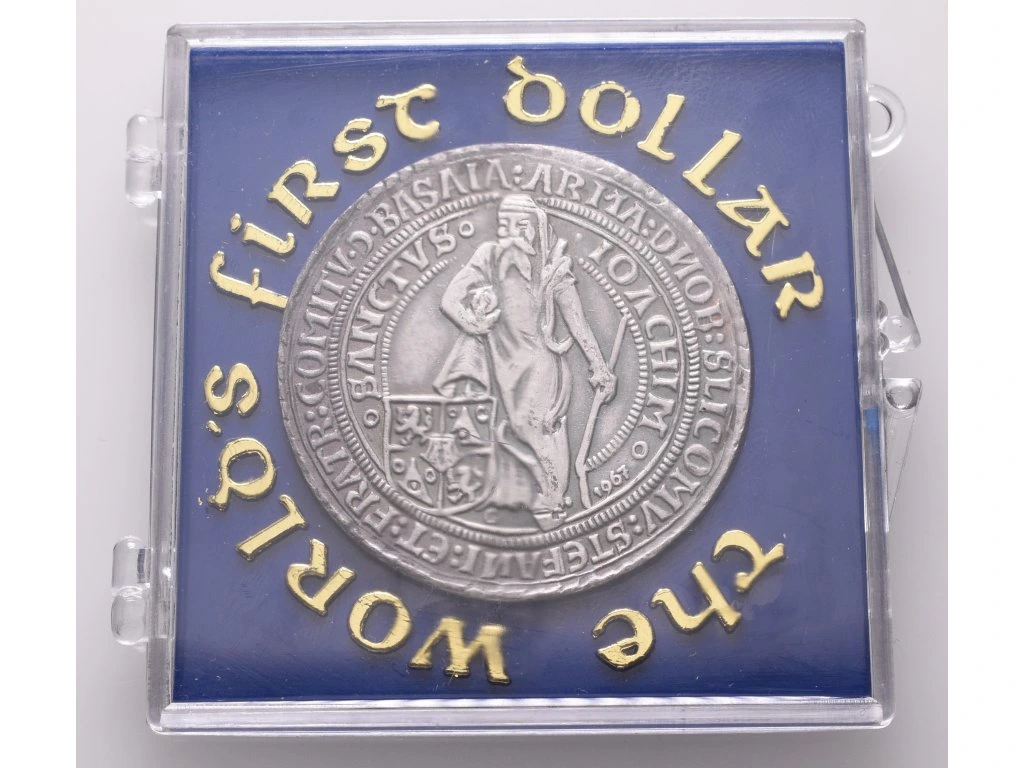 the WORLD'S first dollar
ARMA:DNOR:SLICOMV:STEFANI:ET:FRATR:COMITV:D:BASAIA:
SANCTVS
IOACHIM
1967